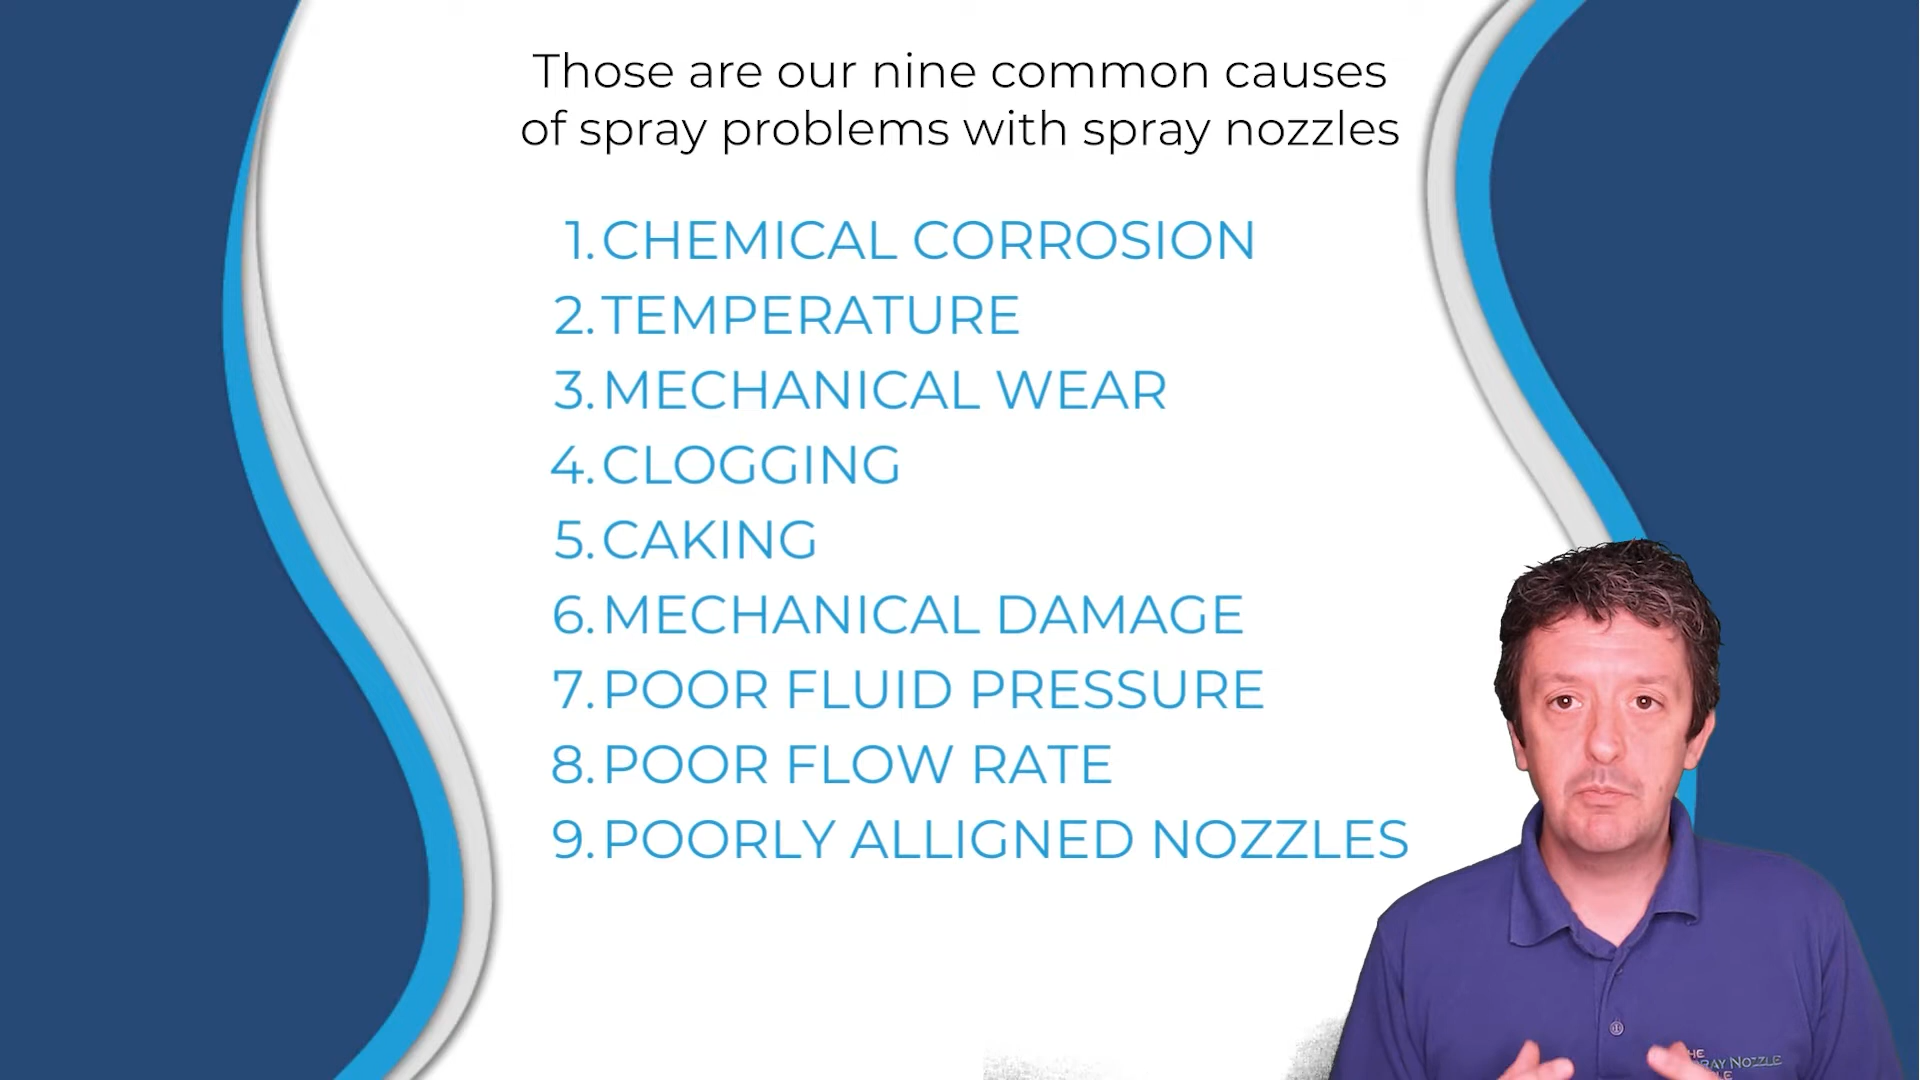 Those are our nine common causes
of spray problems with spray nozzles
1. CHEMICAL CORROSION
2. TEMPERATURE
3. MECHANICAL WEAR
4. CLOGGING
5. CAKING
6. MECHANICAL DAMAGE
7. POOR FLUID PRESSURE
8. POOR FLOW RATE
9. POORLY ALLIGNED NOZZLES
NOZZLE